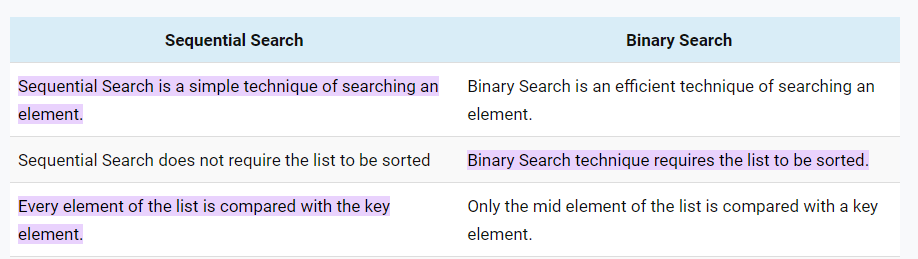 Sequential Search
Binary Search
Sequential Search is a simple technique of searching an
element.
Binary Search is an efficient technique of searching an
element.
Sequential Search does not require the list to be sorted
Binary Search technique requires the list to be sorted.
Every element of the list is compared with the key
element.
Only the mid element of the list is compared with a key
element.